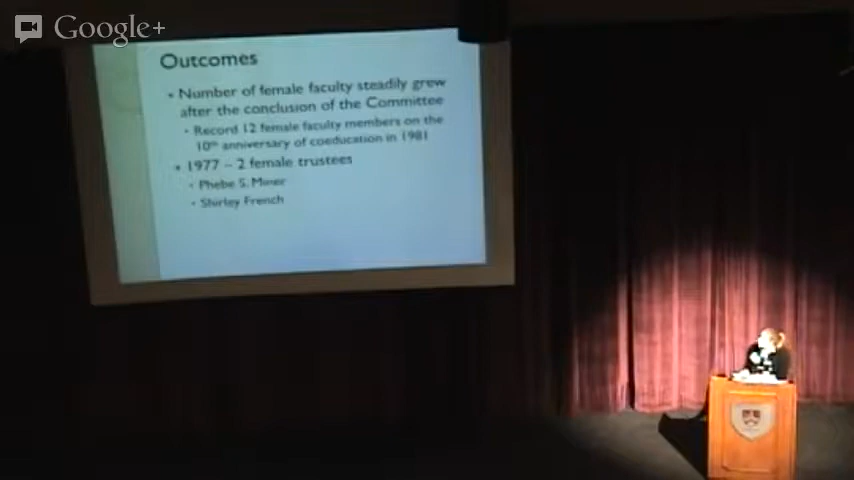 Google+
Outcomes
• Number of female faculty steadily grew
after the conclusion of the Committee
• Record 12 female faculty members on the
10th anniversary of coeducation in 1981
• 1977 – 2 female trustees
• Phebe S. Miner
• Shirley French